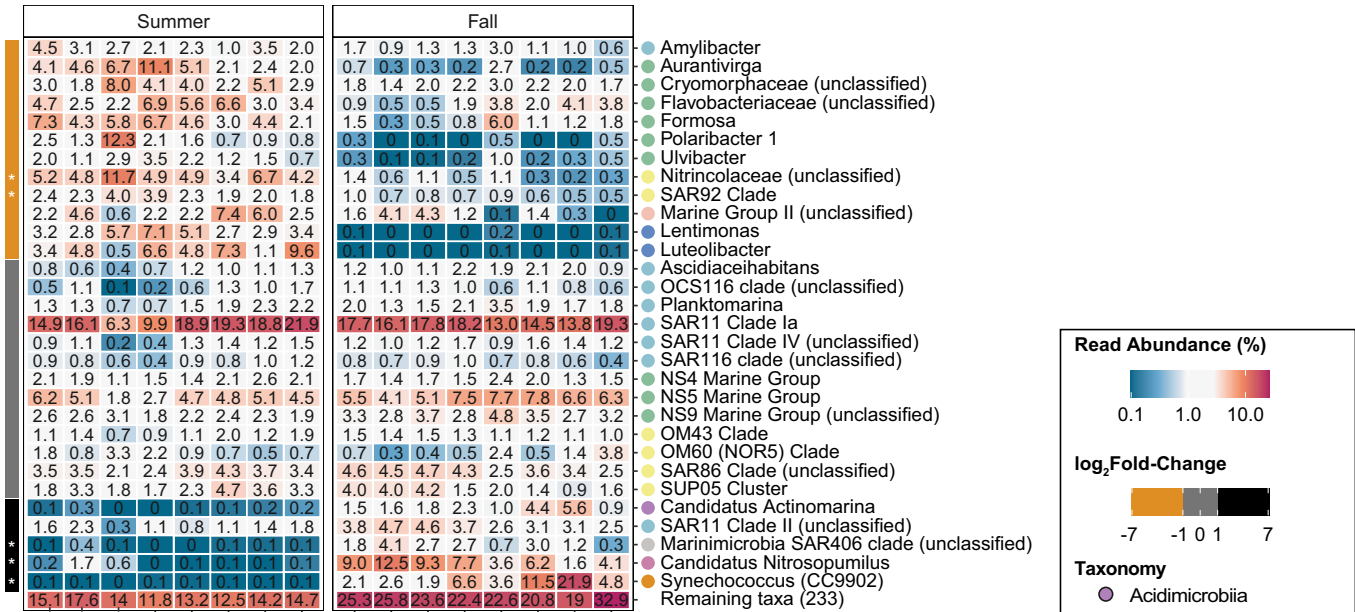 Summer Fall
4.5 3.1 2.7 2.1 2.3 1.0 3.5 2.0 1.7 0.9 1.3 1.3 3.0 1.1 1.0 0.6 Amylibacter
4.1 4.6 6.7 11.1 5.1 2.1 2.4 2.0 0.7 0.3 0.3 0.2 2.7 0.2 0.2 0.5 Aurantivirga
3.0 1.8 8.0 4.1 4.0 2.2 5.1 2.9 1.8 1.4 2.0 2.2 3.0 2.2 2.0 1.7 Cryomorphaceae (unclassified)
4.7 2.5 2.2 6.9 5.6 6.6 3.0 3.4 0.9 0.5 0.5 1.9 3.8 2.0 4.1 3.8 Flavobacteriaceae (unclassified)
7.3 4.3 5.8 6.7 4.6 3.0 4.4 2.1 1.5 0.3 0.5 0.8 6.0 1.1 1.2 1.8 Formosa
2.5 1.3 12.3 2.1 1.6 0.7 0.9 0.8 0.3 0 0.1 0 0.5 0 0 0.5 Polaribacter 1
2.0 1.1 2.9 3.5 2.2 1.2 1.5 0.7 0.3 0.1 0.1 0.2 1.0 0.2 0.3 0.5 Ulvibacter
* 5.2 4.8 11.7 4.9 4.9 3.4 6.7 4.2 1.4 0.6 1.1 0.5 1.1 0.3 0.2 0.3 Nitrincolaceae (unclassified)
* 2.4 2.3 4.0 3.9 2.3 1.9 2.0 1.8 1.0 0.7 0.8 0.7 0.9 0.6 0.5 0.5 SAR92 Clade
2.2 4.6 0.6 2.2 2.2 7.4 6.0 2.5 1.6 4.1 4.3 1.2 0.1 1.4 0.3 0 Marine Group II (unclassified)
3.2 2.8 5.7 7.1 5.1 2.7 2.9 3.4 0.1 0 0 0 0.2 0 0 0.1 Lentimonas
3.4 4.8 0.5 6.6 4.8 7.3 1.1 9.6 0.1 0 0 0 0.1 0 0 0.1 Luteolibacter
0.8 0.6 0.4 0.7 1.2 1.0 1.1 1.3 1.2 1.0 1.1 2.2 1.9 2.1 2.0 0.9 Ascidiaceihabitans
0.5 1.1 0.1 0.2 0.6 1.3 1.0 1.7 1.1 1.1 1.3 1.0 0.6 1.1 0.8 0.6 OCS116 clade (unclassified)
1.3 1.3 0.7 0.7 1.5 1.9 2.3 2.2 2.0 1.3 1.5 2.1 3.5 1.9 1.7 1.8 Planktomarina
14.9 16.1 6.3 9.9 18.9 19.3 18.8 21.9 17.7 16.1 17.8 18.2 13.0 14.5 13.8 19.3 SAR11 Clade Ia
0.9 1.1 0.2 0.4 1.3 1.4 1.2 1.5 1.2 1.0 1.2 1.7 0.9 1.6 1.4 1.2 SAR11 Clade IV (unclassified)
0.9 0.8 0.6 0.4 0.9 0.8 1.0 1.2 0.8 0.7 0.9 1.0 0.7 0.8 0.6 0.4 SAR116 clade (unclassified)
2.1 1.9 1.1 1.5 1.4 2.1 2.6 2.1 1.7 1.4 1.7 1.5 2.4 2.0 1.3 1.5 NS4 Marine Group
6.2 5.1 1.8 2.7 4.7 4.8 5.1 4.5 5.5 4.1 5.1 7.5 7.7 7.8 6.6 6.3 NS5 Marine Group
2.6 2.6 3.1 1.8 2.2 2.4 2.3 1.9 3.3 2.8 3.7 2.8 4.8 3.5 2.7 3.2 NS9 Marine Group (unclassified)
1.1 1.4 0.7 0.9 1.1 2.0 1.2 1.9 1.5 1.4 1.5 1.3 1.1 1.2 1.1 1.0 OM43 Clade
1.8 0.8 3.3 2.2 0.9 0.7 0.5 0.7 0.7 0.3 0.4 0.5 2.4 0.5 1.4 3.8 OM60 (NOR5) Clade
3.5 3.5 2.1 2.4 3.9 4.3 3.7 3.4 4.6 4.5 4.7 4.3 2.5 3.6 3.4 2.5 SAR86 Clade (unclassified)
1.8 3.3 1.8 1.7 2.3 4.7 3.6 3.3 4.0 4.0 4.2 1.5 2.0 1.4 0.9 1.6 SUP05 Cluster
0.1 0.3 0 0 0.1 0.1 0.2 0.2 1.5 1.6 1.8 2.3 1.0 4.4 5.6 0.9 Candidatus Actinomarina
1.6 2.3 0.3 1.1 0.8 1.1 1.4 1.8 3.8 4.7 4.6 3.7 2.6 3.1 3.1 2.5 SAR11 Clade II (unclassified)
* 0.1 0.4 0.1 0 0 0.1 0.1 0.1 1.8 4.1 2.7 2.7 0.7 3.0 1.2 0.3 Marinimicrobia SAR406 clade (unclassified)
* 0.2 1.7 0.6 0 0.1 0.1 0.1 0.1 9.0 12.5 9.3 7.7 3.6 6.2 1.6 4.1 Candidatus Nitrosopumilus
* 0.1 0.1 0 0.1 0.1 0.1 0.1 0.1 2.1 2.6 1.9 6.6 3.6 11.5 21.9 4.8 Synechococcus (CC9902)
15.1 17.6 14 11.8 13.2 12.5 14.2 14.7 25.3 25.8 23.6 22.4 22.6 20.8 19 32.9 Remaining taxa (233)
Read Abundance (%)
0.1 1.0 10.0
log2Fold-Change
-7 -1 0 1 7
Taxonomy
Acidimicrobiia